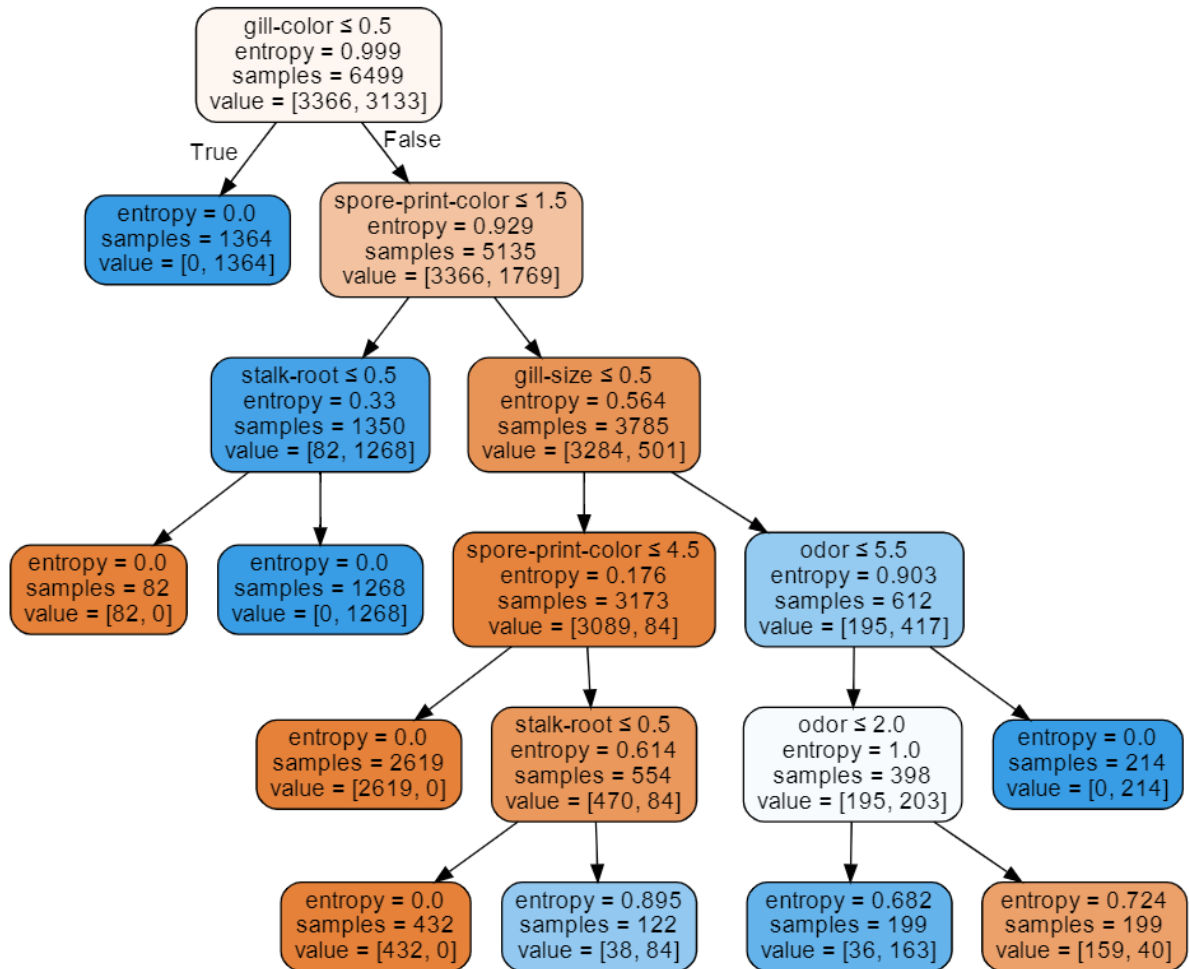 gill-color ≤ 0.5
entropy = 0.999
samples = 6499
value = [3366, 3133]
True
False
entropy = 0.0
samples = 1364
value = [0, 1364]
spore-print-color ≤ 1.5
entropy = 0.929
samples = 5135
value = [3366, 1769]
stalk-root ≤ 0.5
entropy = 0.33
samples = 1350
value = [82, 1268]
gill-size ≤ 0.5
entropy = 0.564
samples = 3785
value = [3284, 501]
entropy = 0.0
samples = 82
value = [82, 0]
entropy = 0.0
samples = 1268
value = [0, 1268]
spore-print-color ≤ 4.5
entropy = 0.176
samples = 3173
value = [3089, 84]
odor ≤ 5.5
entropy = 0.903
samples = 612
value = [195, 417]
entropy = 0.0
samples = 2619
value = [2619, 0]
stalk-root ≤ 0.5
entropy = 0.614
samples = 554
value = [470, 84]
odor ≤ 2.0
entropy = 1.0
samples = 398
value = [195, 203]
entropy = 0.0
samples = 214
value = [0, 214]
entropy = 0.0
samples = 432
value = [432, 0]
entropy = 0.895
samples = 122
value = [38, 84]
entropy = 0.682
samples = 199
value = [36, 163]
entropy = 0.724
samples = 199
value = [159, 40]